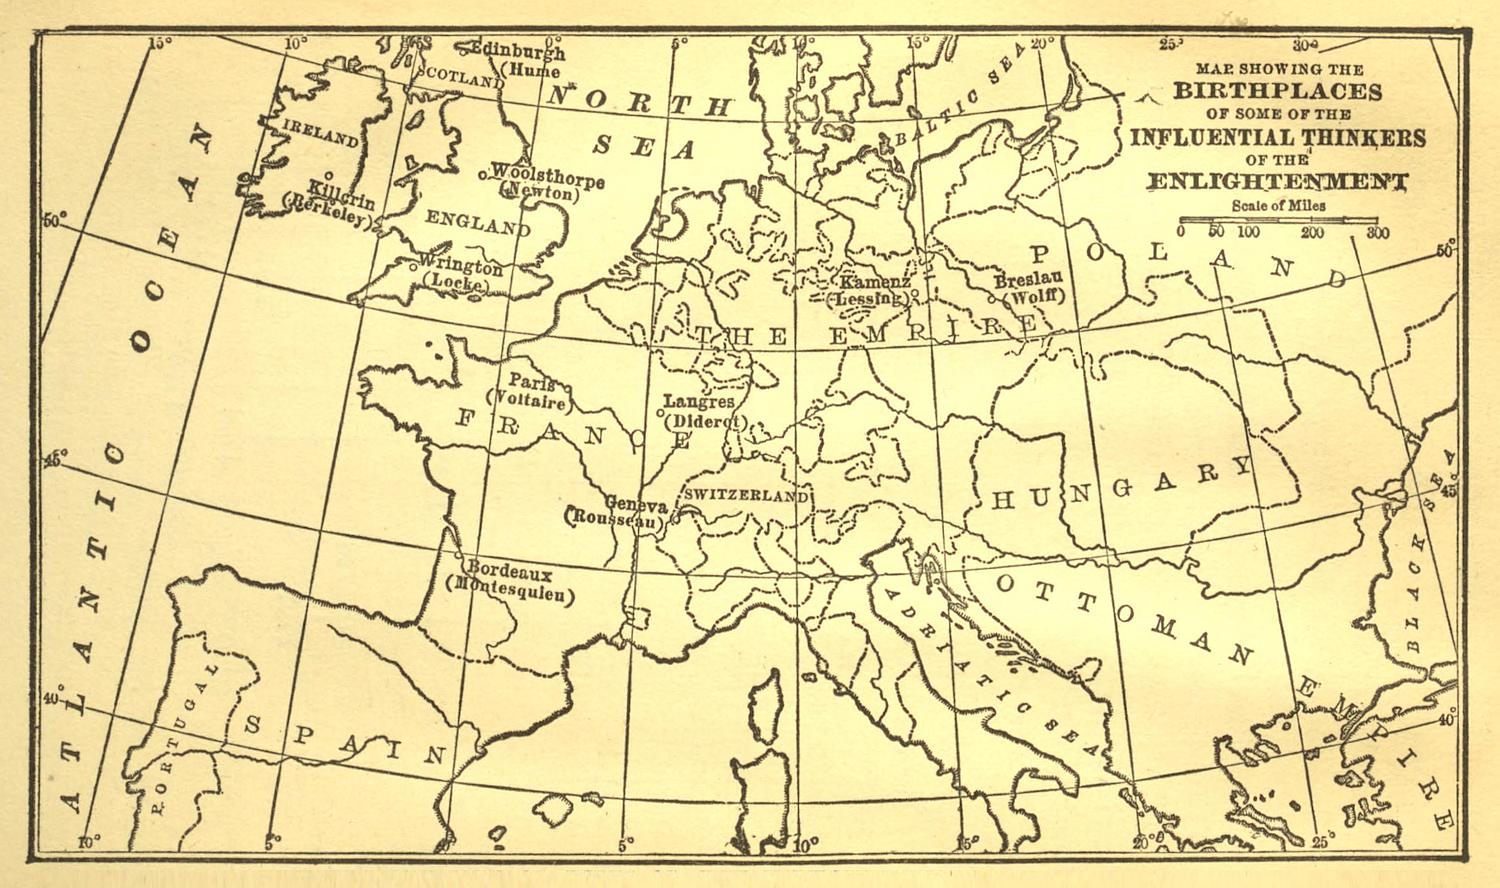 MAP SHOWING THE
BIRTHPLACES
OF SOME OF THE
INFLUENTIAL THINKERS
OF THE
ENLIGHTENMENT
Scale of Miles
0 50 100 200 300
15° 10° 5° 0° 5° 10° 15° 20° 25° 30°
Edinburgh
(Hume
SCOTLAND
NORTH
SEA
BALTIC SEA
IRELAND
Killcrin
(Berkeley)
Woolsthorpe
(Newton)
ENGLAND
Wrington
(Locke)
50°
50°
POLAND
Kamenz
(Lessing)
Breslau
(Wolff)
THE EMPIRE
Paris
(Voltaire)
Langres
(Diderot)
FRANCE
ATLANTIC OCEAN
45°
45°
HUNGARY
SWITZERLAND
Geneva
(Rousseau)
BLACK SEA
Bordeaux
(Montesquieu)
OTTOMAN EMPIRE
ADRIATIC SEA
PORTUGAL
SPAIN
40°
40°
10° 5° 0° 5° 10° 15° 20° 25°